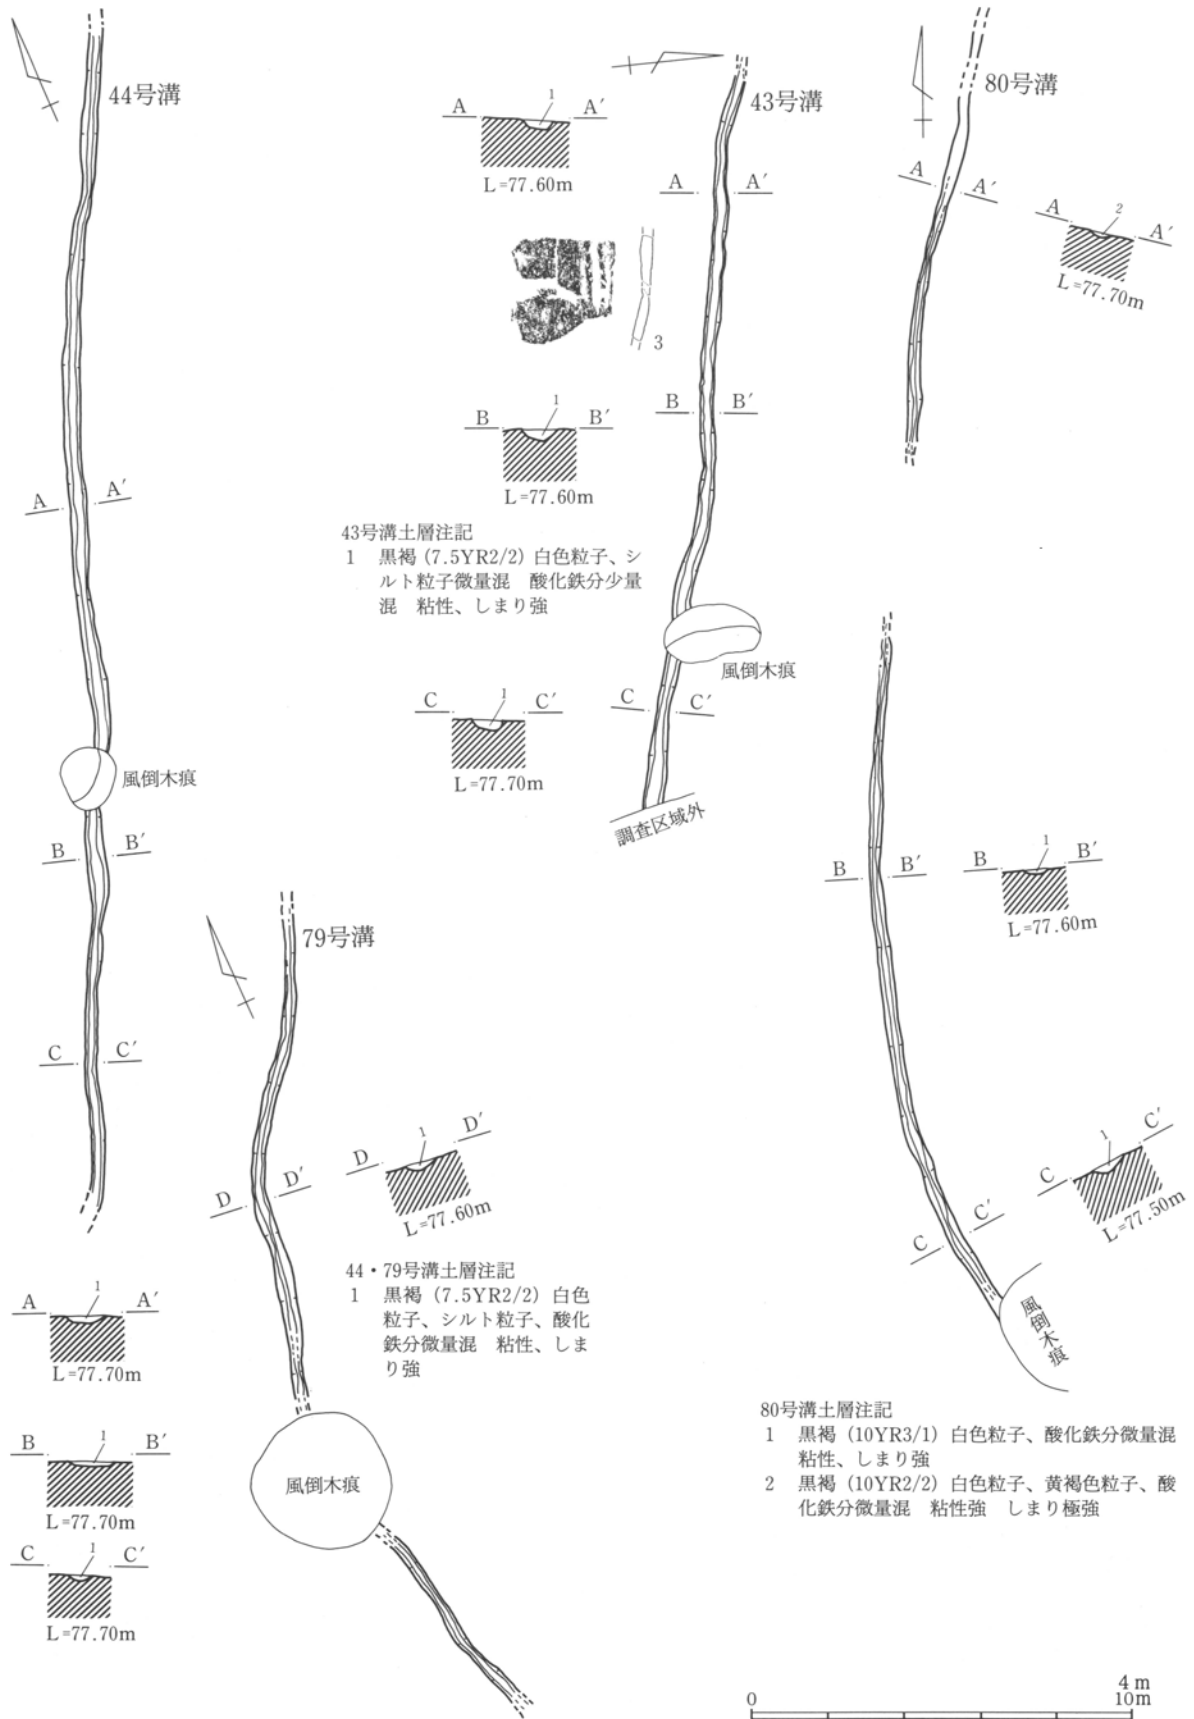 44号溝
A A′
B B′
C C′
風倒木痕
A 1 A′
L=77.70m
B 1 B′
L=77.70m
C 1 C′
L=77.70m
43号溝
A 1 A′
L=77.60m
3
B 1 B′
L=77.60m
43号溝土層注記
1 黒褐 (7.5YR2/2) 白色粒子、シ
ルト粒子微量混 酸化鉄分少量
混 粘性、しまり強
C 1 C′
L=77.70m
A A′
B B′
風倒木痕
C C′
調査区域外
79号溝
D D′
D 1 D′
L=77.60m
44・79号溝土層注記
1 黒褐 (7.5YR2/2) 白色
粒子、シルト粒子、酸化
鉄分微量混 粘性、しま
り強
風倒木痕
80号溝
A A′
A 2 A′
L=77.70m
B B′
B 1 B′
L=77.60m
C C′
C 1 C′
L=77.50m
風倒木痕
80号溝土層注記
1 黒褐 (10YR3/1) 白色粒子、酸化鉄分微量混
粘性、しまり強
2 黒褐 (10YR2/2) 白色粒子、黄褐色粒子、酸
化鉄分微量混 粘性強 しまり極強
4m
0 10m